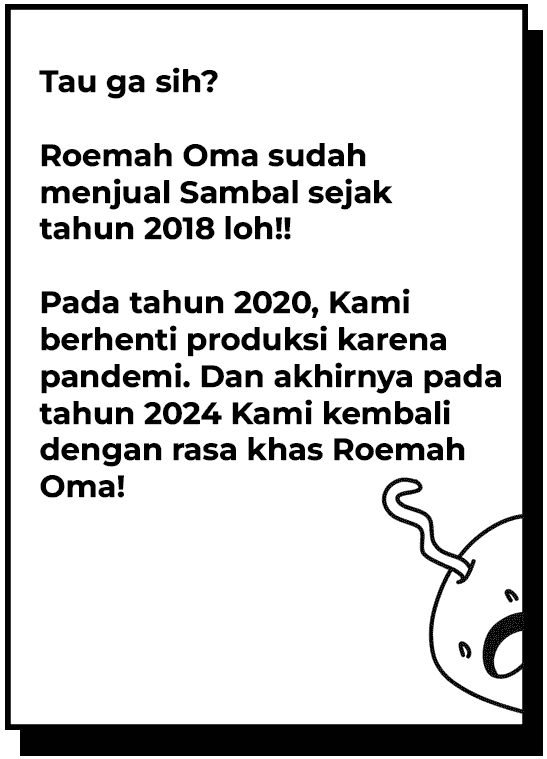 Tau ga sih?
Roemah Oma sudah
menjual Sambal sejak
tahun 2018 loh!!
Pada tahun 2020, Kami
berhenti produksi karena
pandemi. Dan akhirnya pada
tahun 2024 Kami kembali
dengan rasa khas Roemah
Oma!